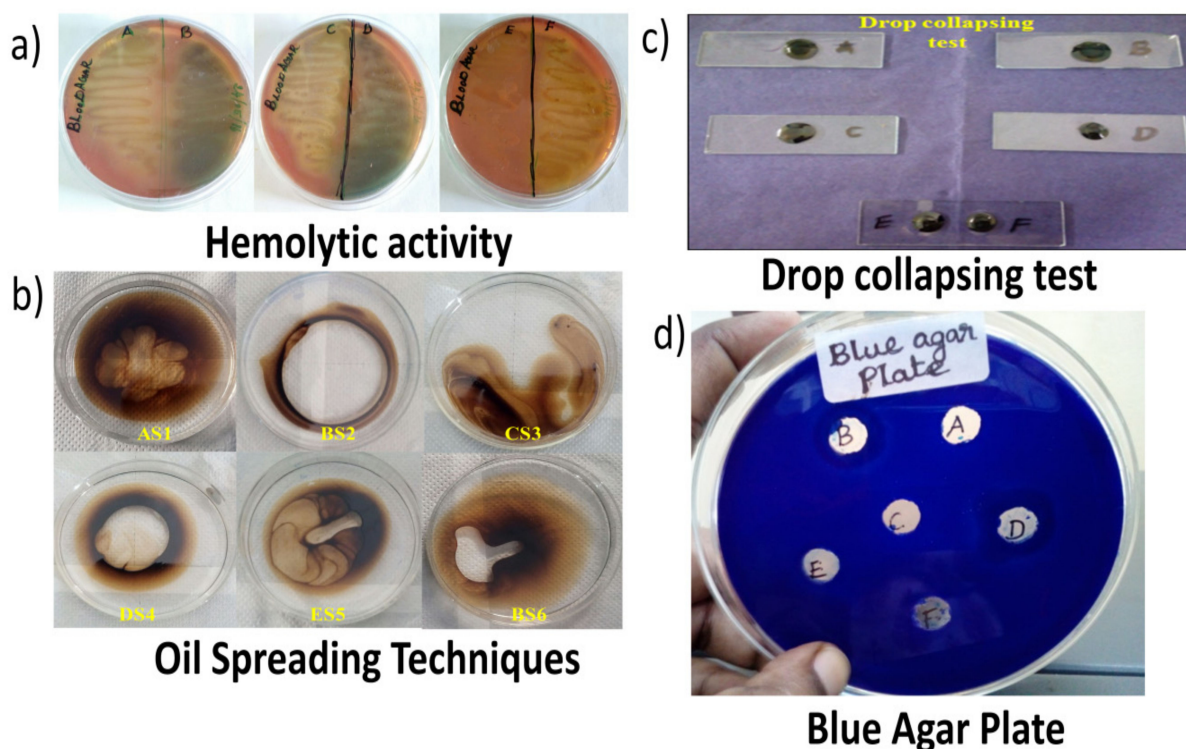 a)
A B
BLOOD AGAR
C D
BLOOD AGAR
E F
BLOOD AGAR
Hemolytic activity
b)
AS1
BS2
CS3
DS4
ES5
BS6
Oil Spreading Techniques
c)
Drop collapsing
test
A
B
C
D
E F
Drop collapsing test
d)
Blue agar
Plate
B
A
C
D
E
F
Blue Agar Plate